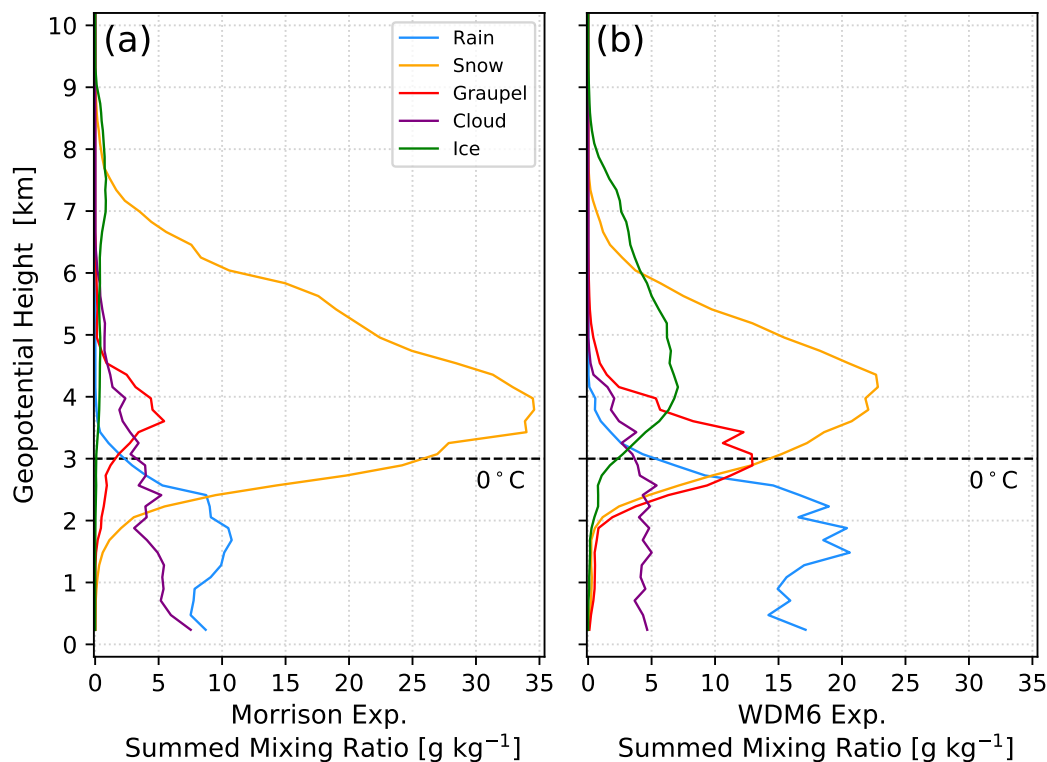 (a)
Rain
Snow
Graupel
Cloud
Ice
10
9
8
7
6
5
4
3
2
1
0
Geopotential Height [km]
0°C
0 5 10 15 20 25 30 35
Morrison Exp.
Summed Mixing Ratio [g kg⁻¹]
(b)
0°C
0 5 10 15 20 25 30 35
WDM6 Exp.
Summed Mixing Ratio [g kg⁻¹]